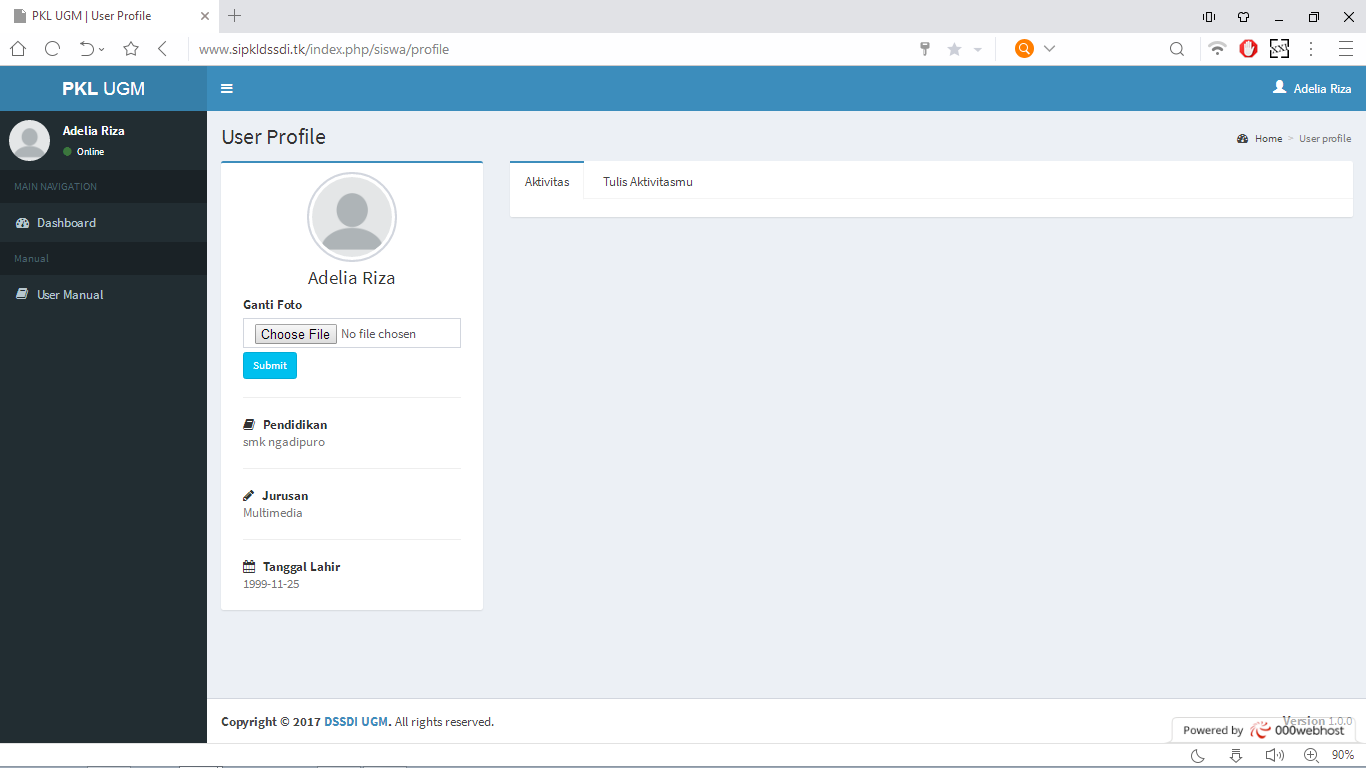 PKL UGM | User Profile
www.sipkldssdi.tk/index.php/siswa/profile
PKL UGM
Adelia Riza
Adelia Riza
Online
MAIN NAVIGATION
Dashboard
Manual
User Manual
User Profile
Home > User profile
Adelia Riza
Ganti Foto
Choose File No file chosen
Submit
Pendidikan
smk ngadipuro
Jurusan
Multimedia
Tanggal Lahir
1999-11-25
Aktivitas Tulis Aktivitasmu
Copyright © 2017 DSSDI UGM. All rights reserved.
Version 1.0.0
Powered by 000webhost
90%